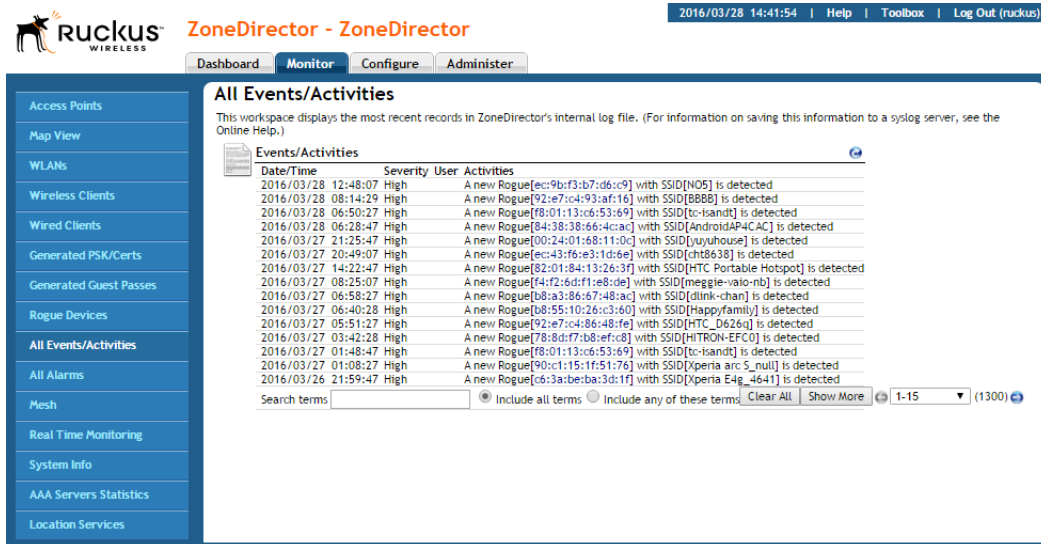 2016/03/28 14:41:54 | Help | Toolbox | Log Out (ruckus)
RUCKUS
WIRELESS
ZoneDirector - ZoneDirector
Dashboard Monitor Configure Administer
Access Points
Map View
WLANs
Wireless Clients
Wired Clients
Generated PSK/Certs
Generated Guest Passes
Rogue Devices
All Events/Activities
All Alarms
Mesh
Real Time Monitoring
System Info
AAA Servers Statistics
Location Services
All Events/Activities
This workspace displays the most recent records in ZoneDirector's internal log file. (For information on saving this information to a syslog server, see the
Online Help.)
Events/Activities
Date/Time Severity User Activities
2016/03/28 12:48:07 High A new Rogue[ec:9b:f3:b7:d6:c9] with SSID[NO5] is detected
2016/03/28 08:14:29 High A new Rogue[92:e7:c4:93:af:16] with SSID[BBBB] is detected
2016/03/28 06:50:27 High A new Rogue[f8:01:13:c6:53:69] with SSID[tc-isandt] is detected
2016/03/28 06:28:47 High A new Rogue[84:38:38:66:4c:ac] with SSID[AndroidAP4CAC] is detected
2016/03/27 21:25:47 High A new Rogue[00:24:01:68:11:0c] with SSID[yuyuhouse] is detected
2016/03/27 20:49:07 High A new Rogue[ec:43:f6:e3:1d:6e] with SSID[cht8638] is detected
2016/03/27 14:22:47 High A new Rogue[82:01:84:13:26:3f] with SSID[HTC Portable Hotspot] is detected
2016/03/27 08:25:07 High A new Rogue[f4:f2:6d:f1:e8:de] with SSID[meggie-vaio-nb] is detected
2016/03/27 06:58:27 High A new Rogue[b8:a3:86:67:48:ac] with SSID[dlink-chan] is detected
2016/03/27 06:40:28 High A new Rogue[b8:55:10:26:c3:60] with SSID[Happyfamily] is detected
2016/03/27 05:51:27 High A new Rogue[92:e7:c4:86:48:fe] with SSID[HTC_D626q] is detected
2016/03/27 03:42:28 High A new Rogue[78:8d:f7:b8:ef:c8] with SSID[HITRON-EFC0] is detected
2016/03/27 01:48:47 High A new Rogue[f8:01:13:c6:53:69] with SSID[tc-isandt] is detected
2016/03/27 01:08:27 High A new Rogue[90:c1:15:1f:51:76] with SSID[Xperia arc S_null] is detected
2016/03/26 21:59:47 High A new Rogue[c6:3a:be:ba:3d:1f] with SSID[Xperia E4g_4641] is detected
Search terms Include all terms Include any of these terms Clear All Show More 1-15 (1300)